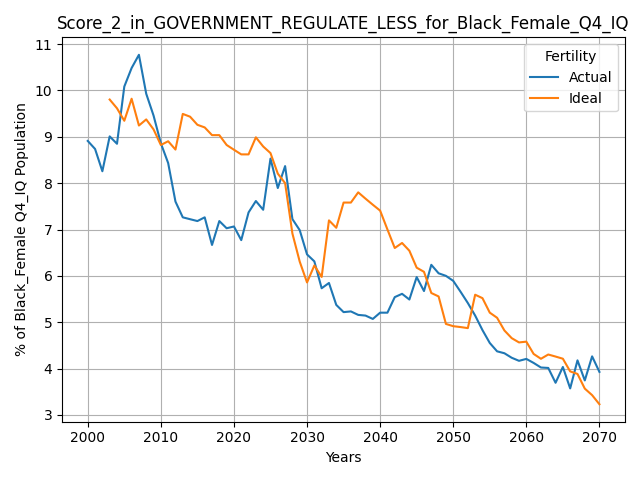 Score_2_in_GOVERNMENT_REGULATE_LESS_for_Black_Female_Q4_IQ
Fertility
Actual
Ideal
% of Black_Female Q4_IQ Population
11
10
9
8
7
6
5
4
3
2000 2010 2020 2030 2040 2050 2060 2070
Years